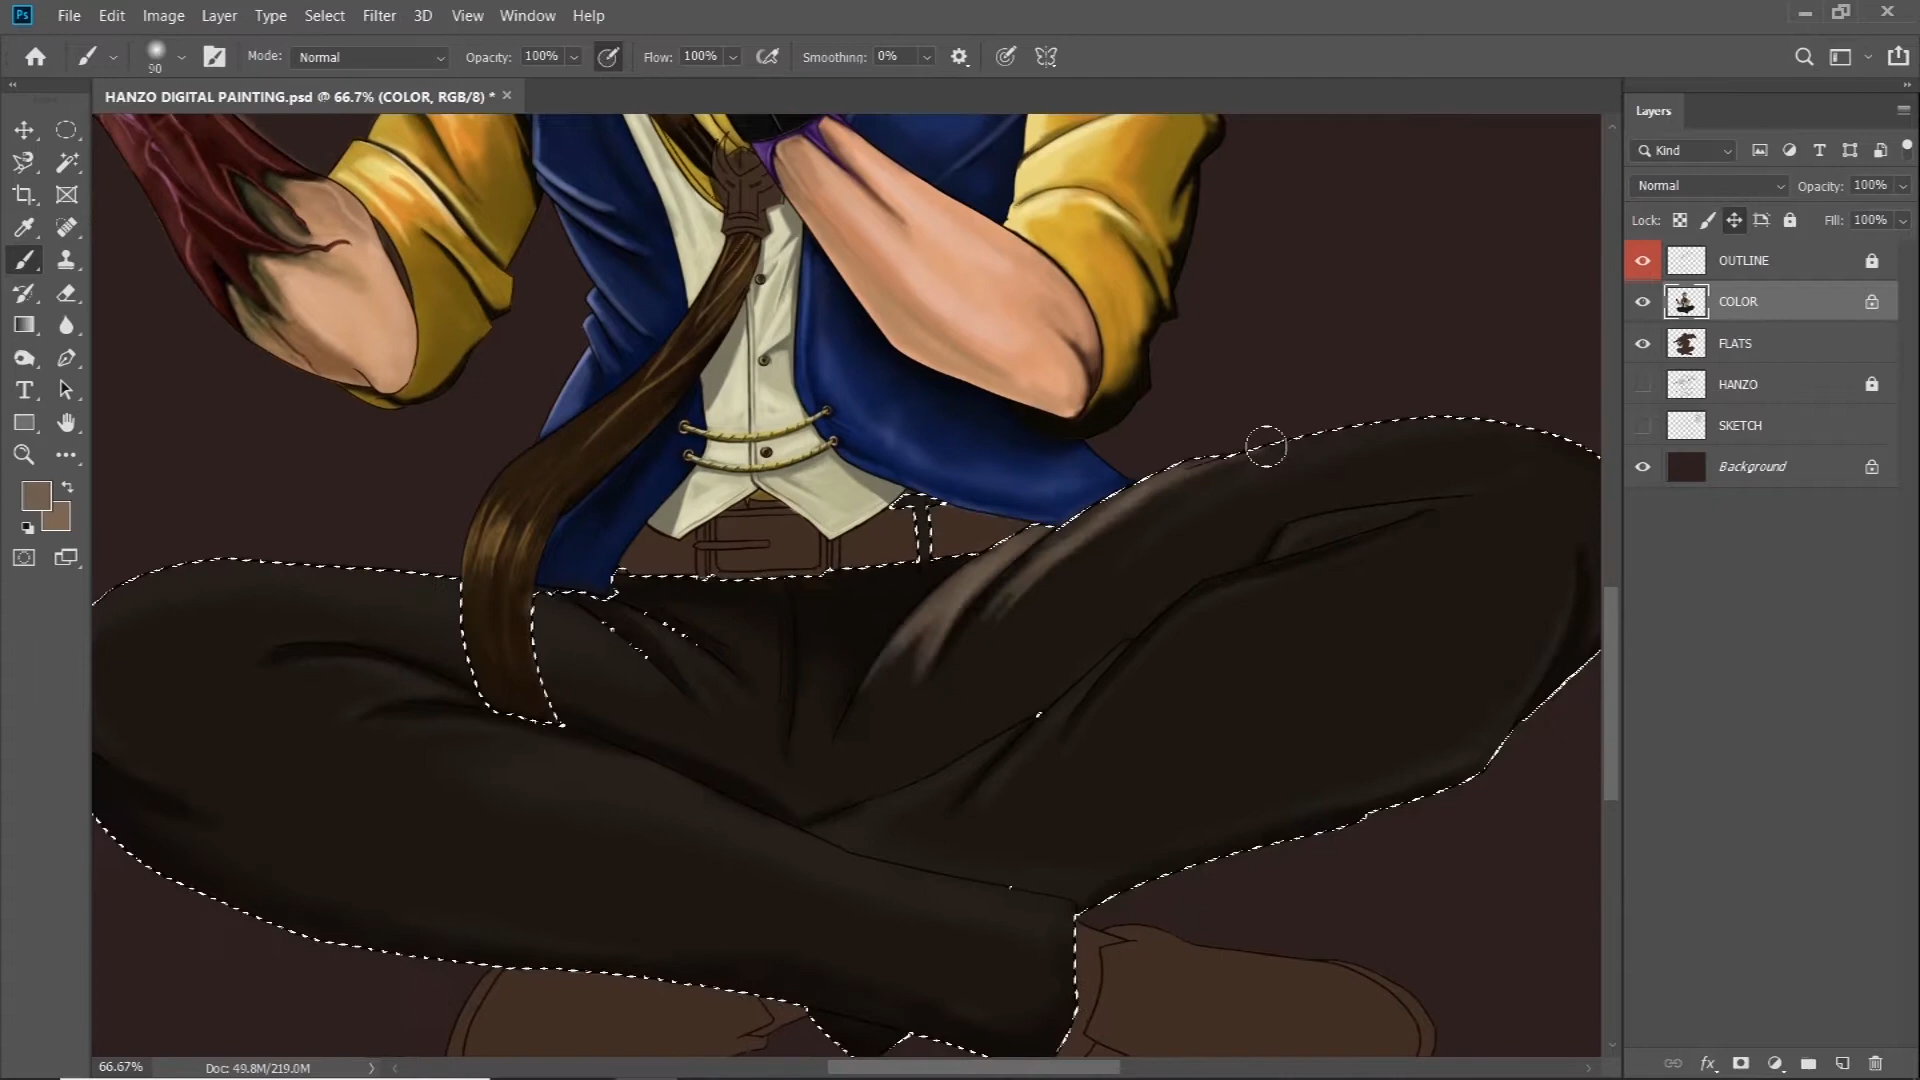 Ps File Edit Image Layer Type Select Filter 3D View Window Help
90 Mode: Normal Opacity: 100% Flow: 100% Smoothing: 0%
HANZO DIGITAL PAINTING.psd @ 66.7% (COLOR, RGB/8) *
Layers
Kind
Normal Opacity: 100%
Lock: Fill: 100%
OUTLINE
COLOR
FLATS
HANZO
SKETCH
Background
66.67% Doc: 49.8M/219.0M
fx